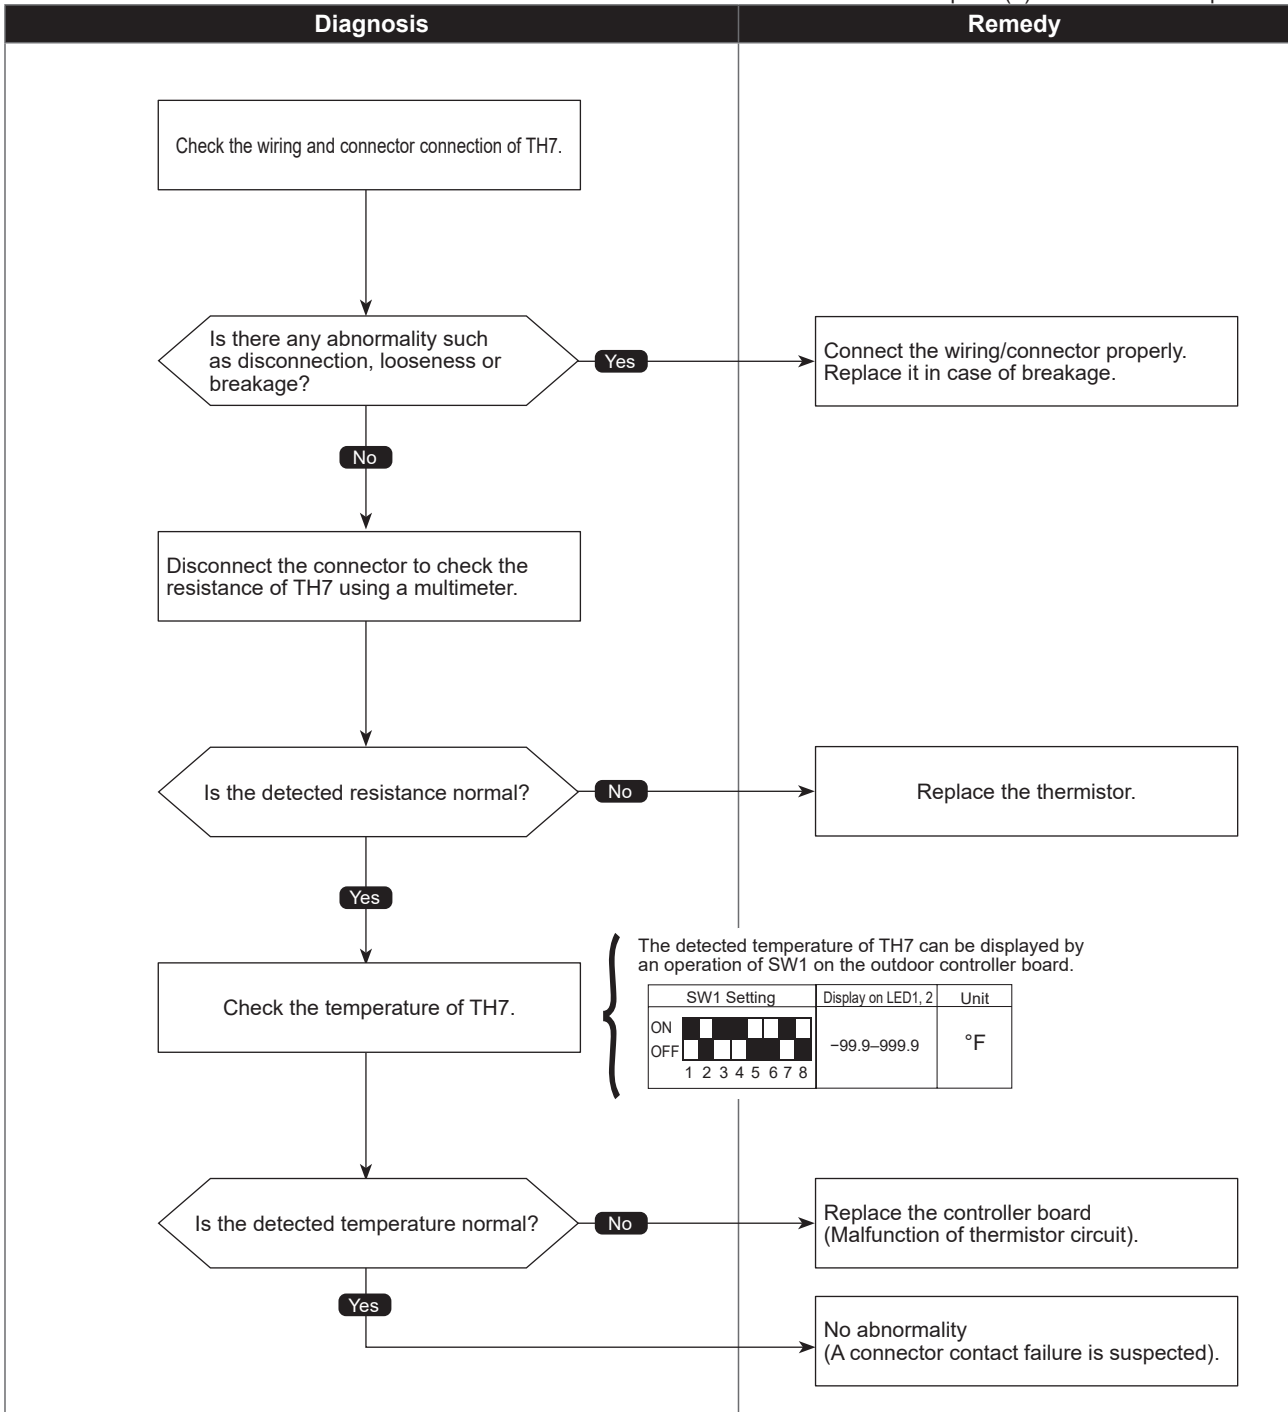 Diagnosis
Remedy
Check the wiring and connector connection of TH7.
Is there any abnormality such
as disconnection, looseness or
breakage?
Yes
Connect the wiring/connector properly.
Replace it in case of breakage.
No
Disconnect the connector to check the
resistance of TH7 using a multimeter.
Is the detected resistance normal?
No
Replace the thermistor.
Yes
Check the temperature of TH7.
The detected temperature of TH7 can be displayed by
an operation of SW1 on the outdoor controller board.
SW1 Setting
Display on LED1, 2
Unit
ON
OFF
1 2 3 4 5 6 7 8
−99.9–999.9
°F
Is the detected temperature normal?
No
Replace the controller board
(Malfunction of thermistor circuit).
Yes
No abnormality
(A connector contact failure is suspected).